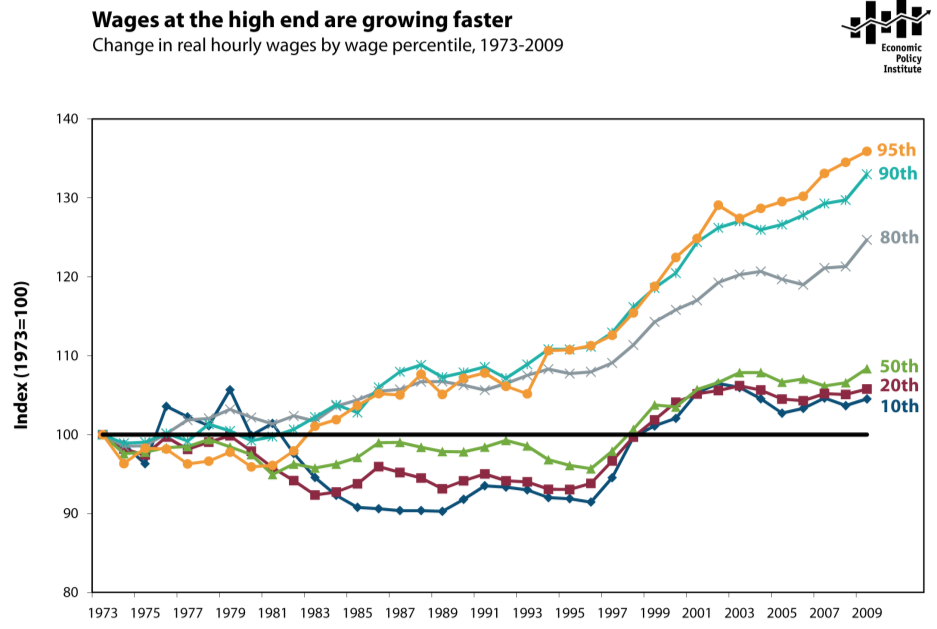 Wages at the high end are growing faster
Change in real hourly wages by wage percentile, 1973-2009
Economic
Policy
Institute
Index (1973=100)
140
130
120
110
100
90
80
95th
90th
80th
50th
20th
10th
1973 1975 1977 1979 1981 1983 1985 1987 1989 1991 1993 1995 1997 1999 2001 2003 2005 2007 2009